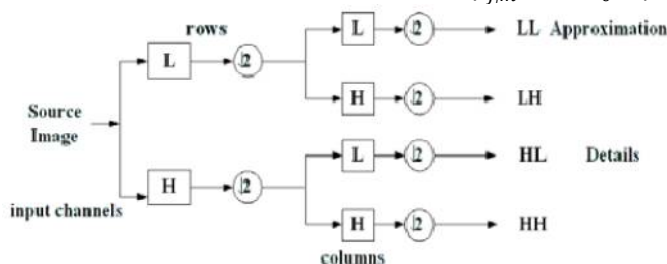 rows
L
↓2
L
↓2
LL Approximation
H
↓2
LH
Source
Image
input channels
H
↓2
L
↓2
HL Details
H
↓2
HH
columns